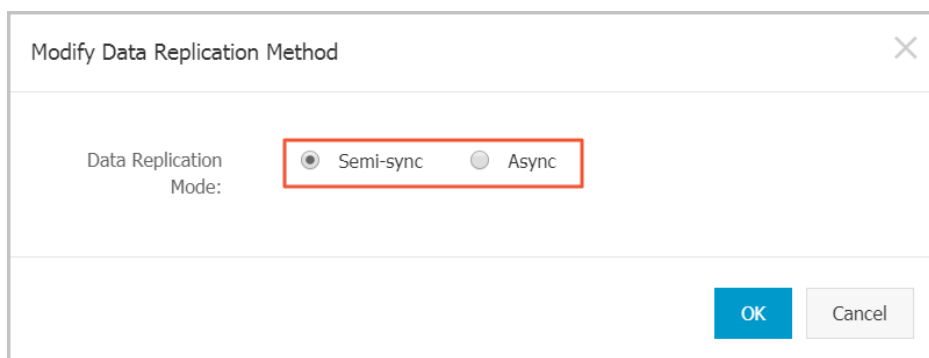 Modify Data Replication Method
Data Replication
Mode:
Semi-sync
Async
OK
Cancel